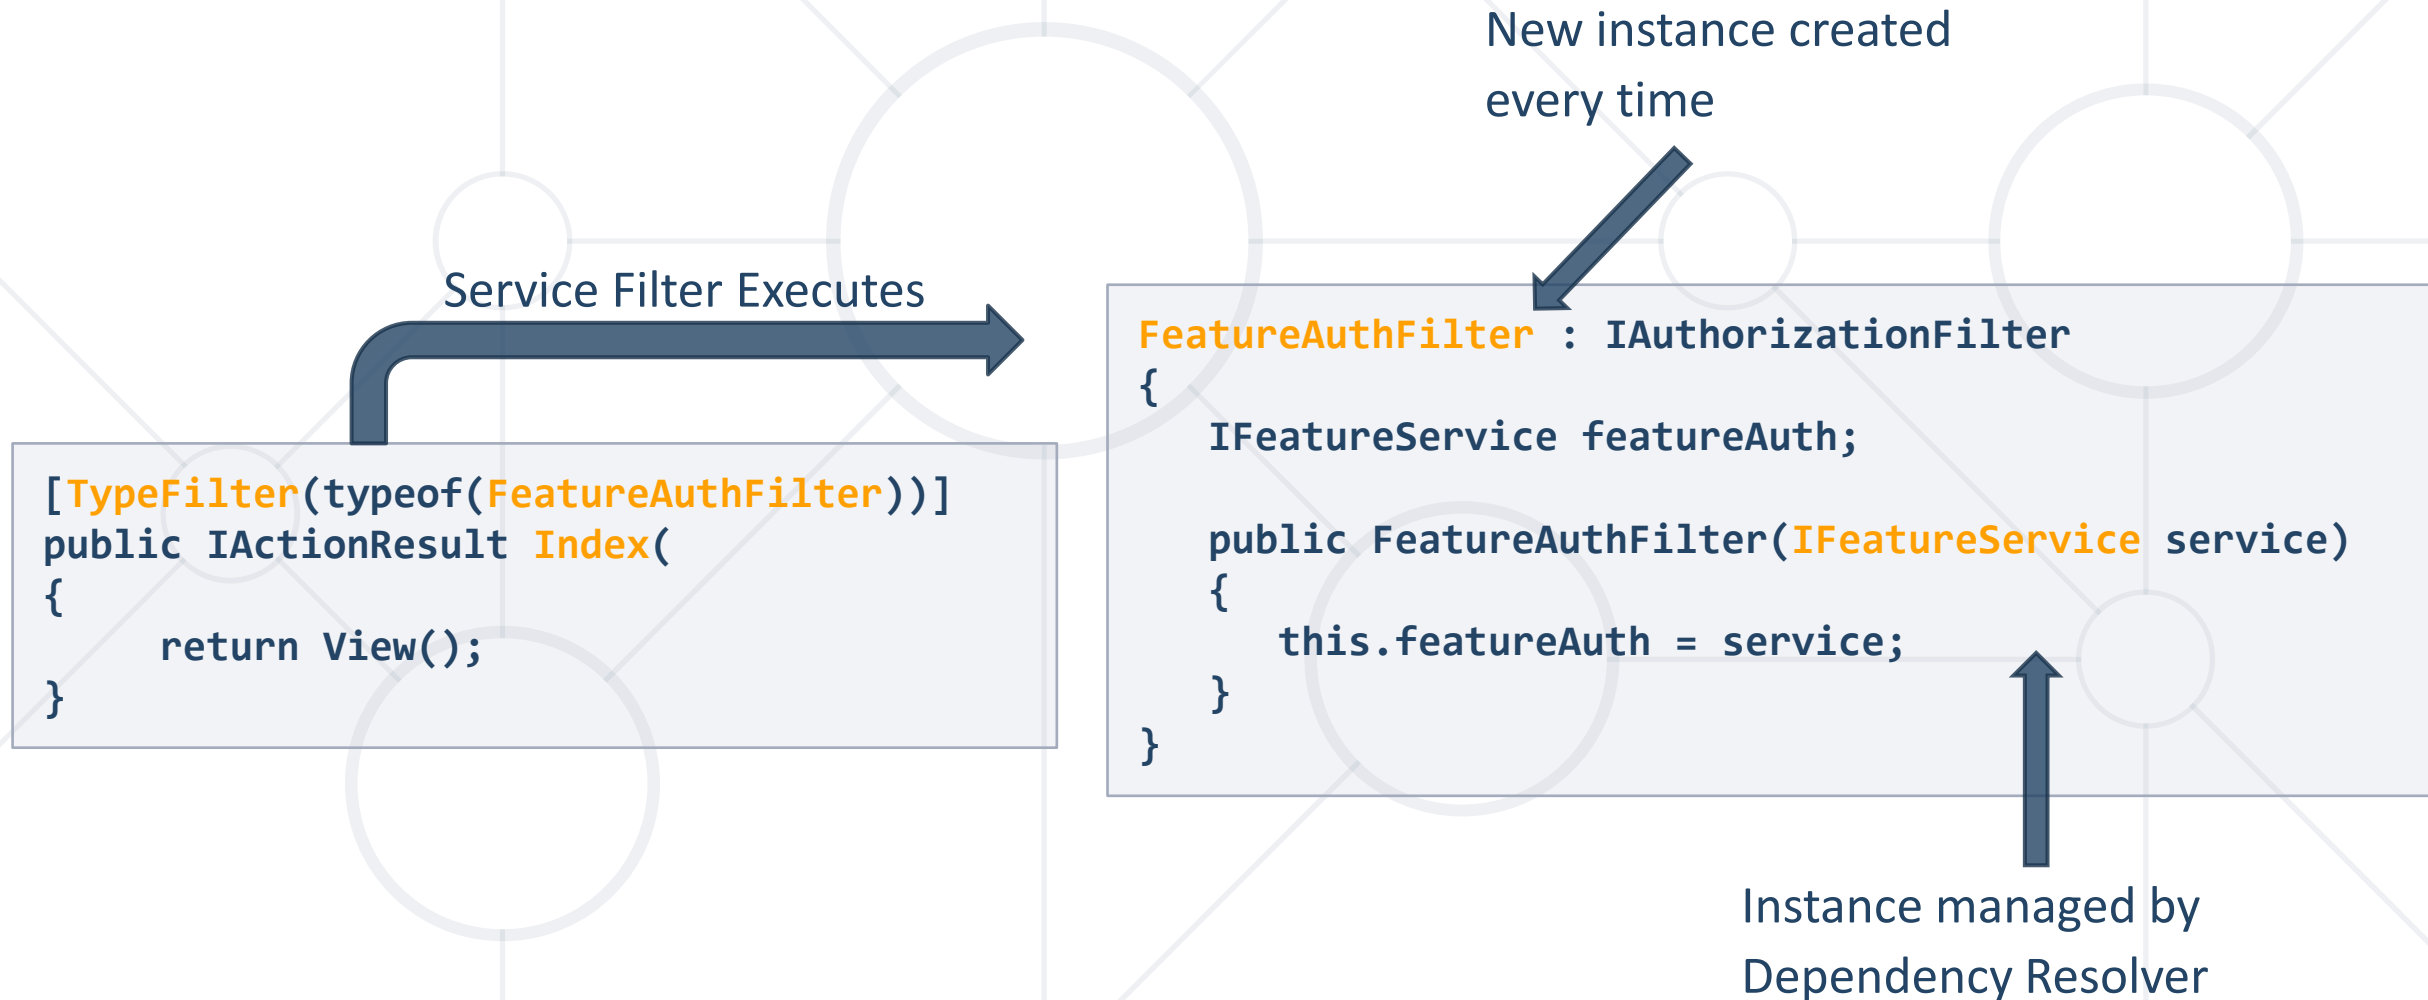 New instance created
every time
Service Filter Executes
[TypeFilter(typeof(FeatureAuthFilter))]
public IActionResult Index(
{
return View();
}
FeatureAuthFilter : IAuthorizationFilter
{
IFeatureService featureAuth;
public FeatureAuthFilter(IFeatureService service)
{
this.featureAuth = service;
}
}
Instance managed by
Dependency Resolver